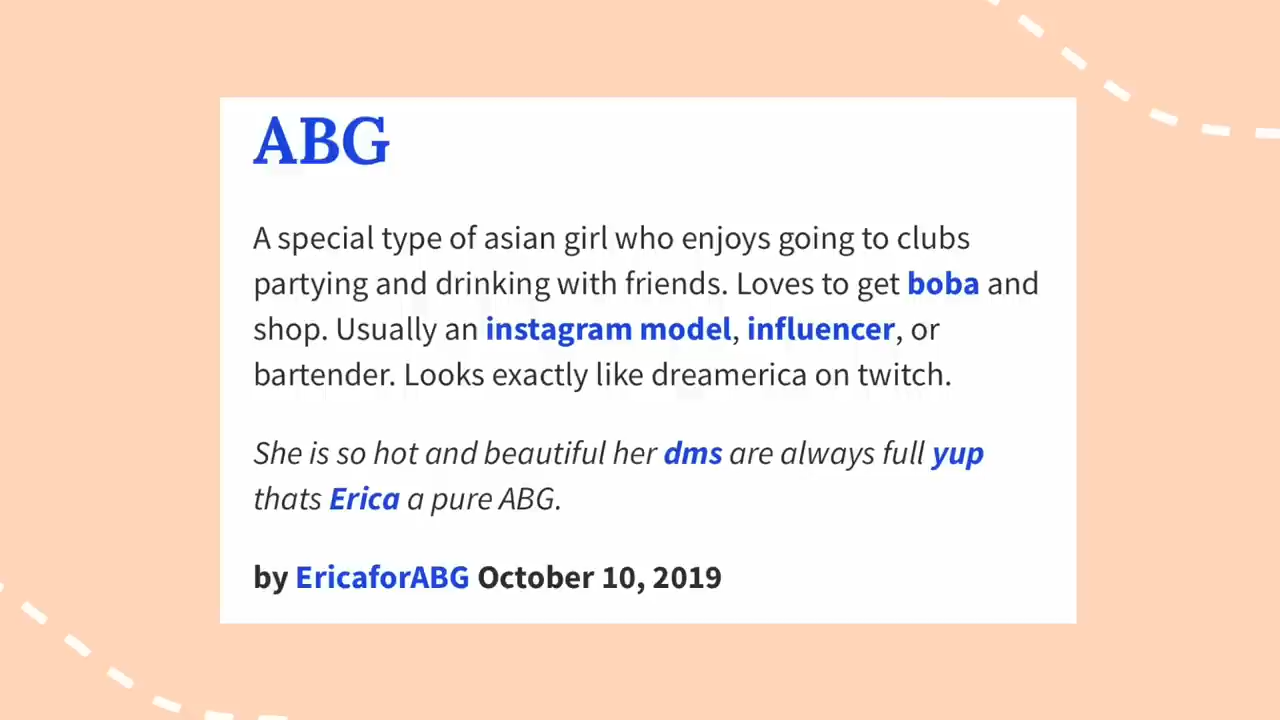 ABG
A special type of asian girl who enjoys going to clubs
partying and drinking with friends. Loves to get boba and
shop. Usually an instagram model, influencer, or
bartender. Looks exactly like dreamerica on twitch.
She is so hot and beautiful her dms are always full yup
thats Erica a pure ABG.
by EricaforABG October 10, 2019